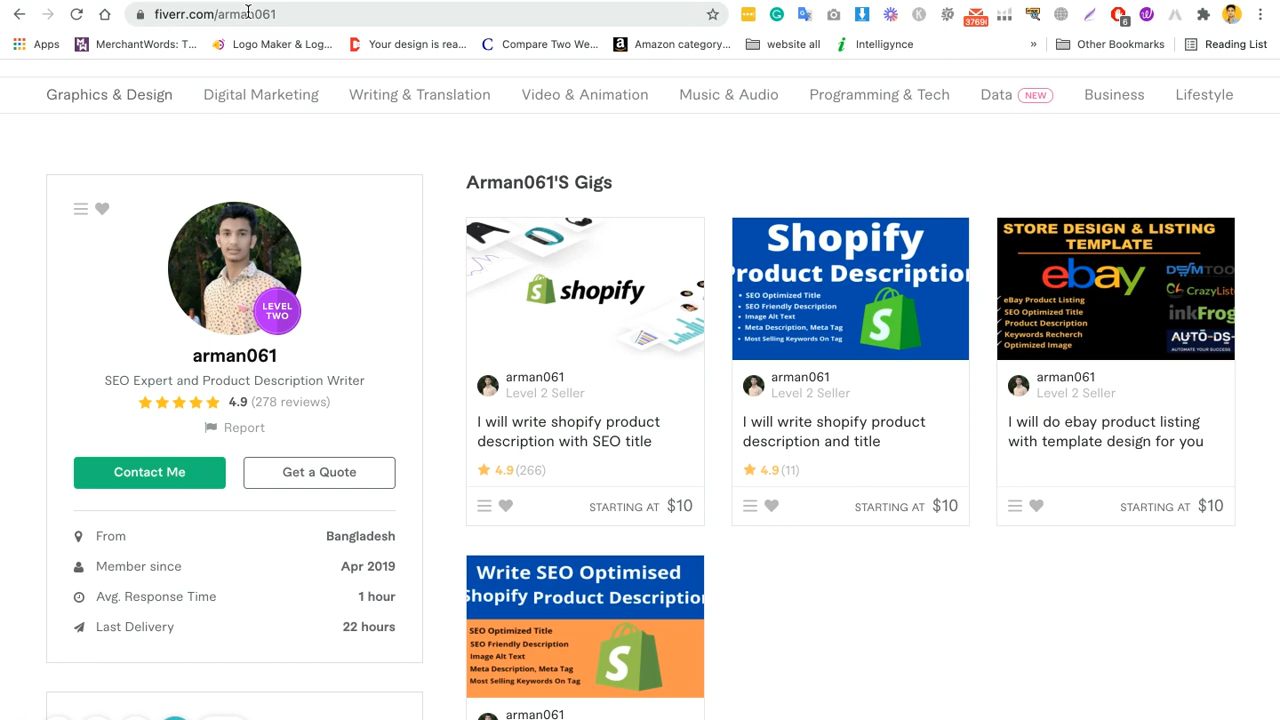 fiverr.com/arman061
3769
6
Apps
MerchantWords: T...
Logo Maker & Log...
Your design is rea...
Compare Two We...
Amazon category...
website all
Intelligynce
»
Other Bookmarks
Reading List
Graphics & Design
Digital Marketing
Writing & Translation
Video & Animation
Music & Audio
Programming & Tech
Data NEW
Business
Lifestyle
LEVEL
TWO
arman061
SEO Expert and Product Description Writer
4.9 (278 reviews)
Report
Contact Me
Get a Quote
From Bangladesh
Member since Apr 2019
Avg. Response Time 1 hour
Last Delivery 22 hours
Arman061'S Gigs
shopify
arman061
Level 2 Seller
I will write shopify product
description with SEO title
4.9 (266)
STARTING AT $10
Shopify
Product Description
• SEO Optimized Title
• SEO Friendly Description
• Image Alt Text
• Meta Description, Meta Tag
• Most Selling Keywords On Tag
arman061
Level 2 Seller
I will write shopify product
description and title
4.9 (11)
STARTING AT $10
STORE DESIGN & LISTING
TEMPLATE
ebay
CrazyList
inkFrog
AUTO-DS
AUTOMATE YOUR SUCCESS
eBay Product Listing
SEO Optimized Title
Product Description
Keywords Recherch
Optimized Image
arman061
Level 2 Seller
I will do ebay product listing
with template design for you
STARTING AT $10
Write SEO Optimised
Shopify Product Description
SEO Optimized Title
SEO Friendly Description
Image Alt Text
Meta Description, Meta Tag
Most Selling Keywords On Tag
arman061